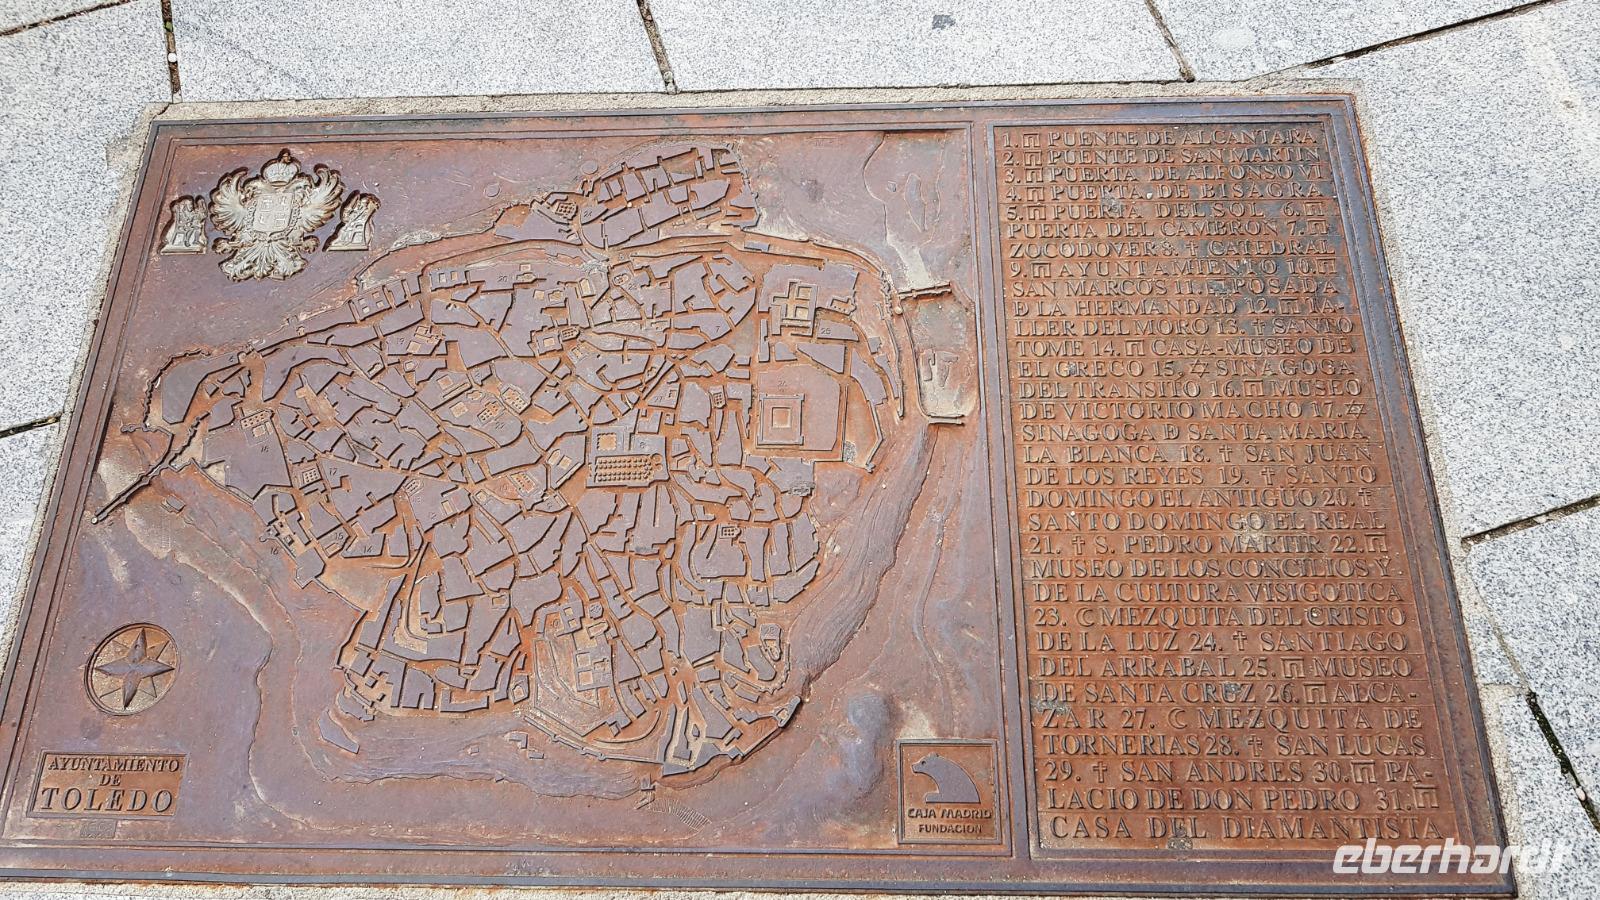 1. PUENTE DE ALCANTARA
2. PUENTE DE SAN MARTIN
3. PUERTA DE ALFONSO VI
4. PUERTA DE BISAGRA
5. PUERTA DEL SOL 6.
PUERTA DEL CAMBRON 7.
ZOCODOVER 8. ✝ CATEDRAL
9. AYUNTAMIENTO 10.
SAN MARCOS 11. POSADA
Đ LA HERMANDAD 12. TA-
LLER DEL MORO 13. ✝ SANTO
TOME 14. CASA-MUSEO DE
EL GRECO 15. ✡ SINAGOGA
DEL TRANSITO 16. MUSEO
DE VICTORIO MACHO 17. ✡
SINAGOGA Đ SANTA MARIA
LA BLANCA 18. ✝ SAN JUAN
DE LOS REYES 19. ✝ SANTO
DOMINGO EL ANTIGUO 20. ✝
SANTO DOMINGO EL REAL
21. ✝ S. PEDRO MARTIR 22.
MUSEO DE LOS CONCILIOS Y
DE LA CULTURA VISIGOTICA
23. ☾ MEZQUITA DEL CRISTO
DE LA LUZ 24. ✝ SANTIAGO
DEL ARRABAL 25. MUSEO
DE SANTA CRUZ 26. ALCA-
ZAR 27. ☾ MEZQUITA DE
TORNERIAS 28. ✝ SAN LUCAS
29. ✝ SAN ANDRES 30. PA-
LACIO DE DON PEDRO 31.
CASA DEL DIAMANTISTA
AYUNTAMIENTO
DE
TOLEDO
CAJA MADRID
FUNDACION
eberhardt